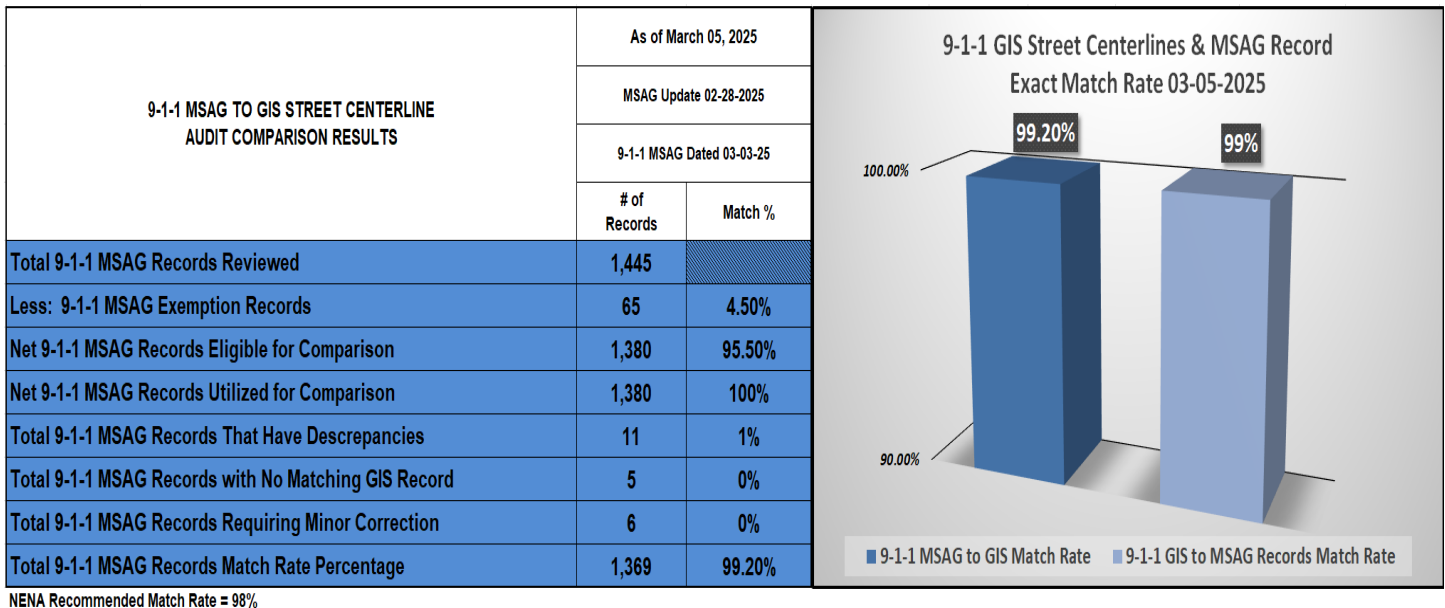 9-1-1 MSAG TO GIS STREET CENTERLINE
AUDIT COMPARISON RESULTS
As of March 05, 2025
MSAG Update 02-28-2025
9-1-1 MSAG Dated 03-03-25
# of
Records
Match %
Total 9-1-1 MSAG Records Reviewed 1,445
Less: 9-1-1 MSAG Exemption Records 65 4.50%
Net 9-1-1 MSAG Records Eligible for Comparison 1,380 95.50%
Net 9-1-1 MSAG Records Utilized for Comparison 1,380 100%
Total 9-1-1 MSAG Records That Have Descrepancies 11 1%
Total 9-1-1 MSAG Records with No Matching GIS Record 5 0%
Total 9-1-1 MSAG Records Requiring Minor Correction 6 0%
Total 9-1-1 MSAG Records Match Rate Percentage 1,369 99.20%
NENA Recommended Match Rate = 98%
9-1-1 GIS Street Centerlines & MSAG Record
Exact Match Rate 03-05-2025
99.20%
99%
100.00%
90.00%
9-1-1 MSAG to GIS Match Rate
9-1-1 GIS to MSAG Records Match Rate